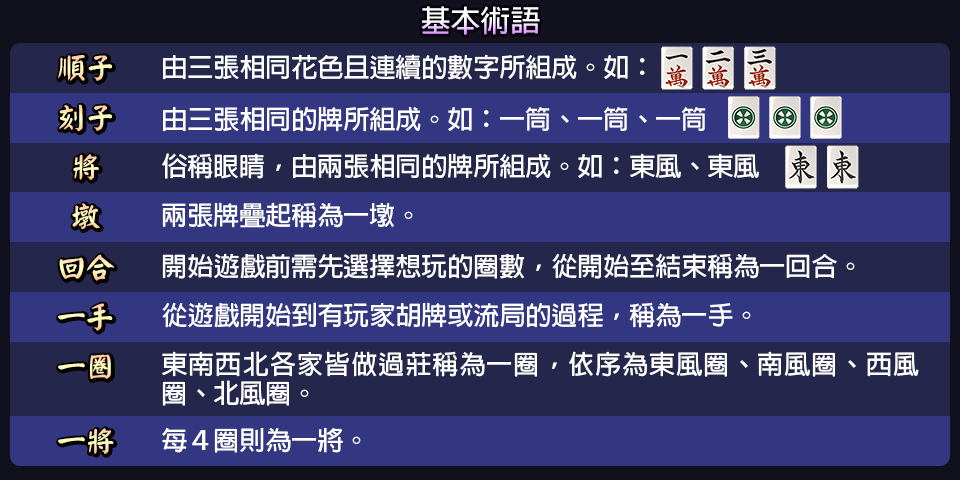 基本術語
順子 由三張相同花色且連續的數字所組成。如： 一萬 二萬 三萬
刻子 由三張相同的牌所組成。如：一筒、一筒、一筒
將 俗稱眼睛，由兩張相同的牌所組成。如：東風、東風 東 東
墩 兩張牌疊起稱為一墩。
回合 開始遊戲前需先選擇想玩的圈數，從開始至結束稱為一回合。
一手 從遊戲開始到有玩家胡牌或流局的過程，稱為一手。
一圈 東南西北各家皆做過莊稱為一圈，依序為東風圈、南風圈、西風
圈、北風圈。
一將 每４圈則為一將。